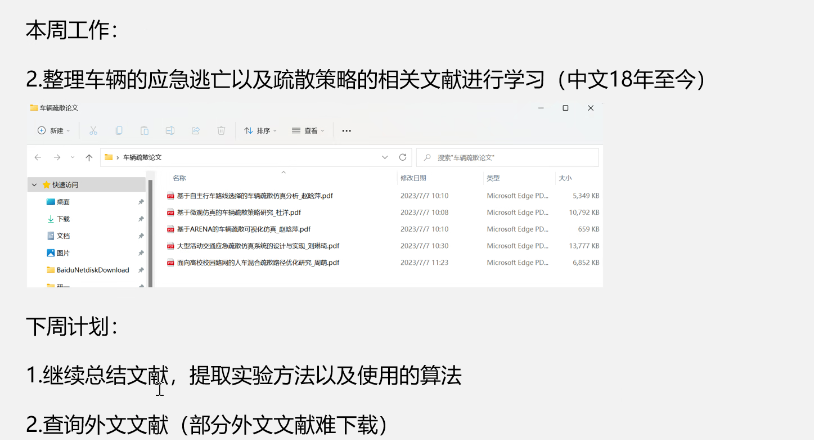 本周工作：
2.整理车辆的应急逃亡以及疏散策略的相关文献进行学习（中文18年至今）
车辆疏散论文
新建
排序
查看
车辆疏散论文
搜索"车辆疏散论文"
名称 修改日期 类型 大小
快速访问
基于自主行车路线选择的车辆疏散仿真分析_赵晗萍.pdf 2023/7/7 10:10 Microsoft Edge PD... 5,349 KB
桌面
基于微观仿真的车辆疏散策略研究_杜洋.pdf 2023/7/7 10:08 Microsoft Edge PD... 10,792 KB
下载
基于ARENA的车辆疏散可视化仿真_赵晗萍.pdf 2023/7/7 10:10 Microsoft Edge PD... 659 KB
文档
大型活动交通应急疏散仿真系统的设计与实现_刘琳琦.pdf 2023/7/7 10:30 Microsoft Edge PD... 13,777 KB
图片
面向高校校园路网的人车混合疏散路径优化研究_周鹏.pdf 2023/7/7 11:23 Microsoft Edge PD... 6,852 KB
BaiduNetdiskDownload
下周计划：
1.继续总结文献，提取实验方法以及使用的算法
2.查询外文文献（部分外文文献难下载）